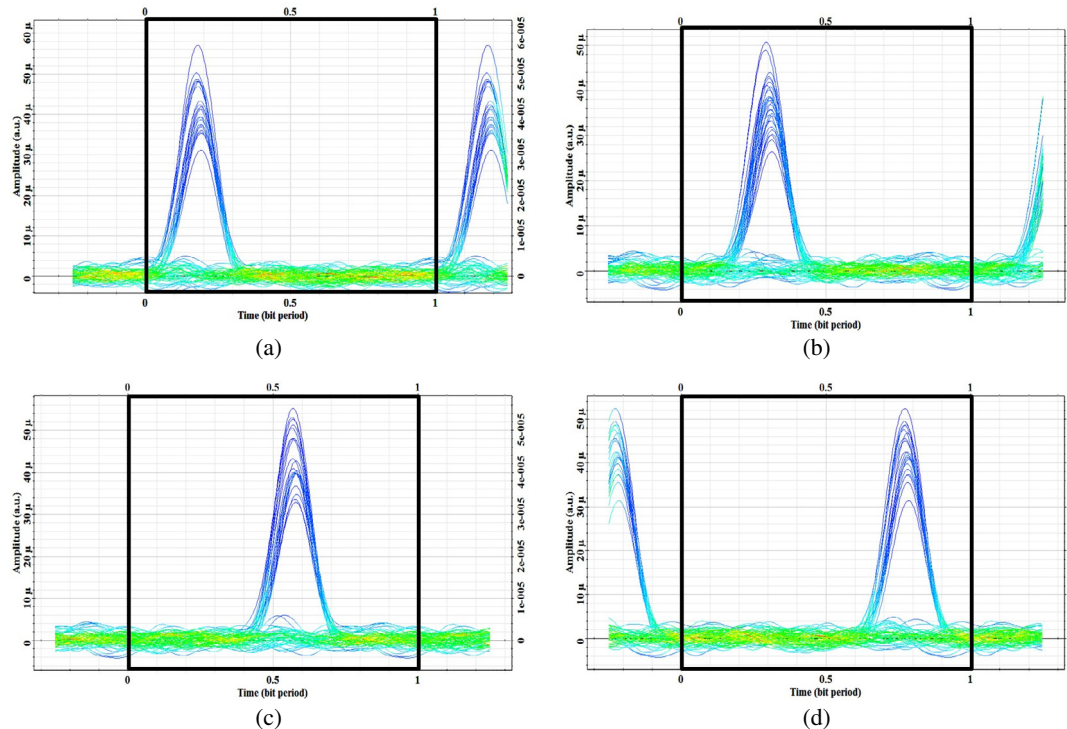 0 0.5 1
Amplitude (a.u.)
0 10 μ 20 μ 30 μ 40 μ 50 μ 60 μ
0 1e-005 2e-005 3e-005 4e-005 5e-005 6e-005
0 0.5 1
Time (bit period)
(a)
0 0.5 1
Amplitude (a.u.)
0 10 μ 20 μ 30 μ 40 μ 50 μ
0 0.5 1
Time (bit period)
(b)
0 0.5 1
Amplitude (a.u.)
0 10 μ 20 μ 30 μ 40 μ 50 μ
0 1e-005 2e-005 3e-005 4e-005 5e-005
0 0.5 1
Time (bit period)
(c)
0 0.5 1
Amplitude (a.u.)
0 10 μ 20 μ 30 μ 40 μ 50 μ
0 0.5 1
Time (bit period)
(d)